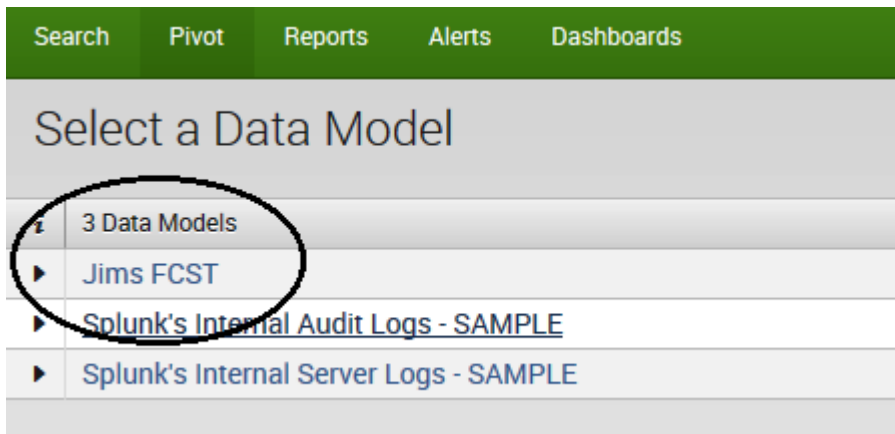 Search Pivot Reports Alerts Dashboards
Select a Data Model
i 3 Data Models
Jims FCST
Splunk's Internal Audit Logs - SAMPLE
Splunk's Internal Server Logs - SAMPLE